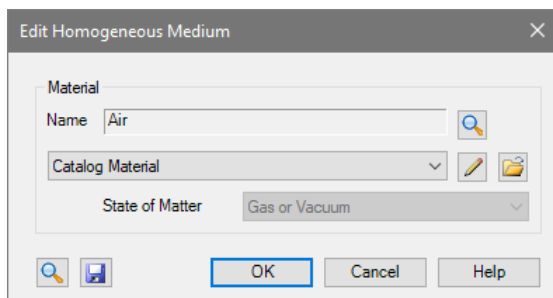 Edit Homogeneous Medium
Material
Name Air
Catalog Material
State of Matter Gas or Vacuum
OK Cancel Help